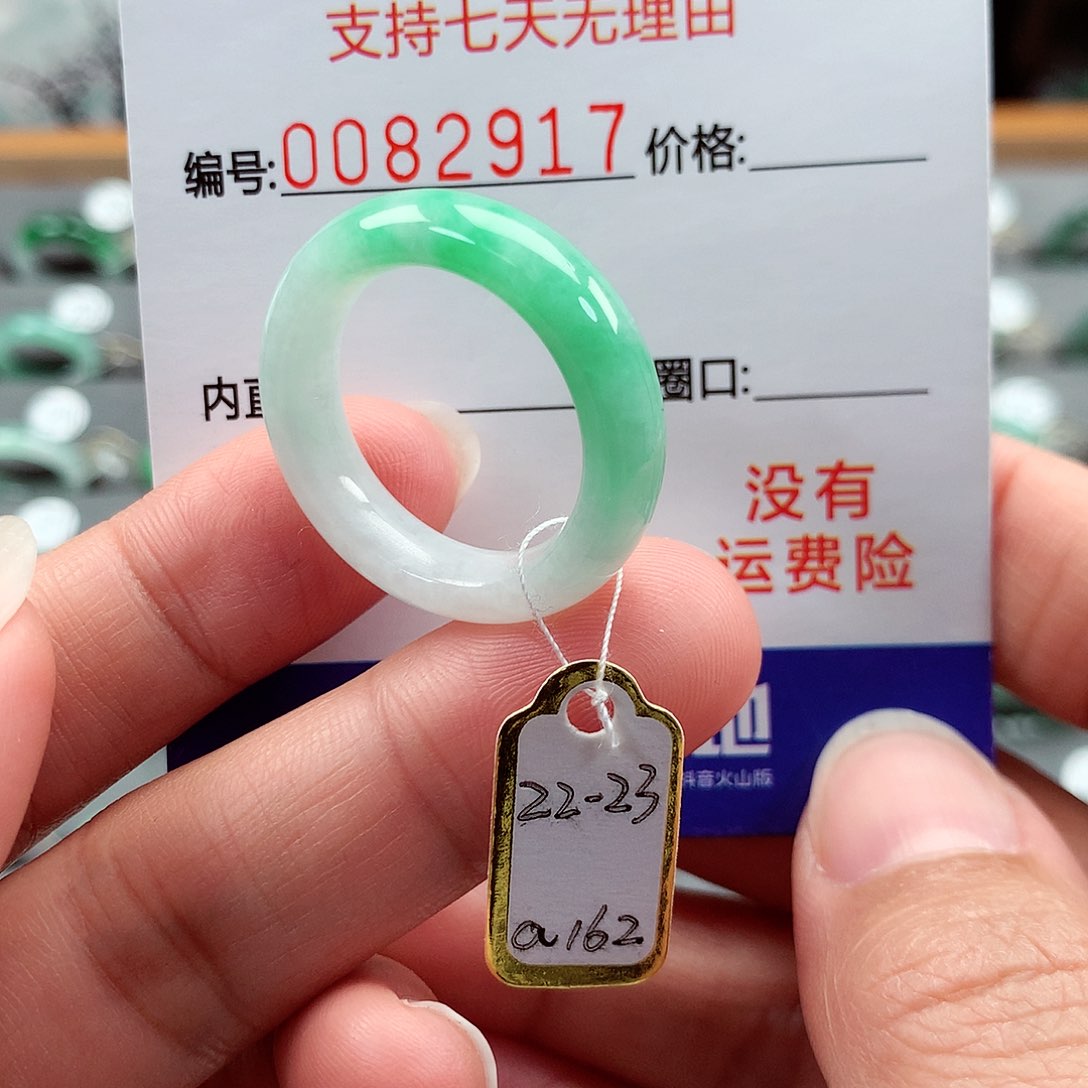 支持七天无理由
编号:0082917 价格:
内直 圈口:
没有
运费险
抖音火山版
22-23
a162